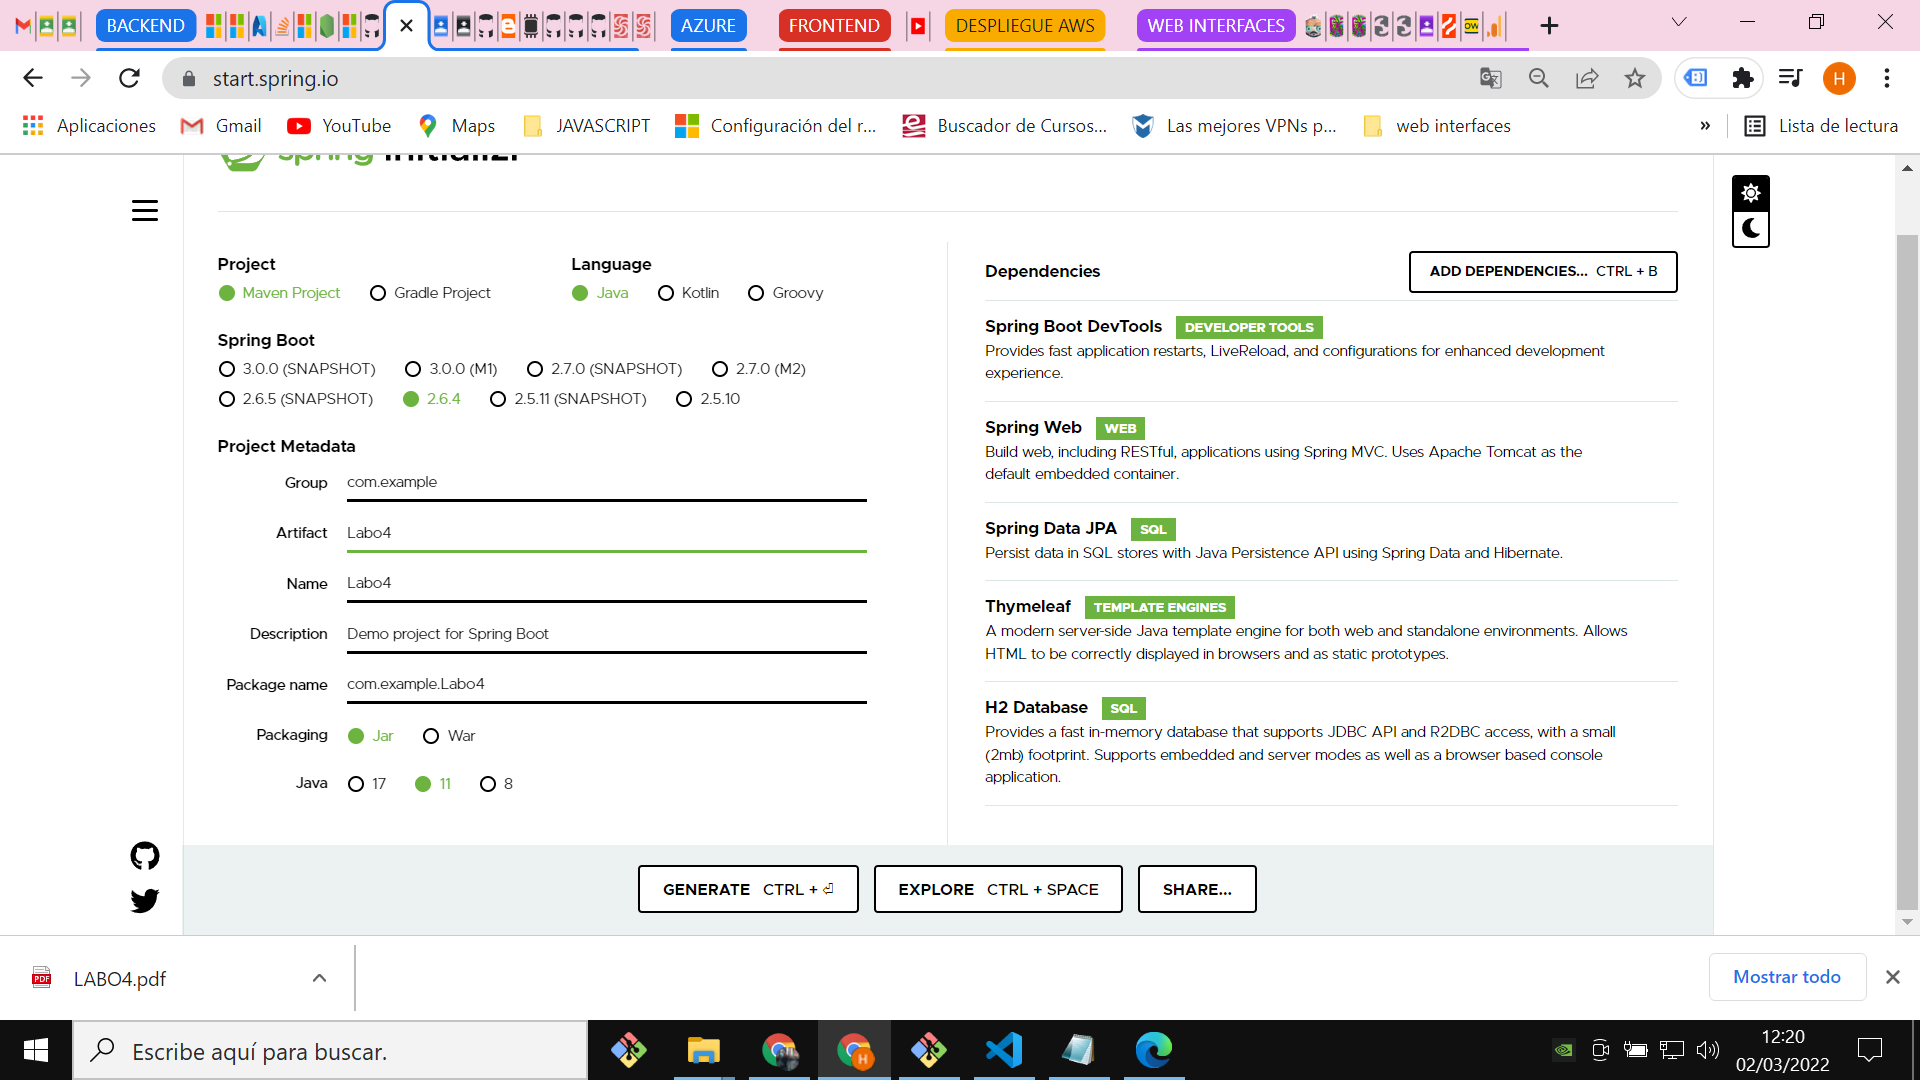 BACKEND
AZURE
FRONTEND
DESPLIEGUE AWS
WEB INTERFACES
start.spring.io
H
Aplicaciones
Gmail
YouTube
Maps
JAVASCRIPT
Configuración del r...
Buscador de Cursos...
Las mejores VPNs p...
web interfaces
»
Lista de lectura
spring initializr
Project
Maven Project
Gradle Project
Language
Java
Kotlin
Groovy
Spring Boot
3.0.0 (SNAPSHOT)
3.0.0 (M1)
2.7.0 (SNAPSHOT)
2.7.0 (M2)
2.6.5 (SNAPSHOT)
2.6.4
2.5.11 (SNAPSHOT)
2.5.10
Project Metadata
Group com.example
Artifact Labo4
Name Labo4
Description Demo project for Spring Boot
Package name com.example.Labo4
Packaging Jar War
Java 17 11 8
Dependencies
ADD DEPENDENCIES... CTRL + B
Spring Boot DevTools DEVELOPER TOOLS
Provides fast application restarts, LiveReload, and configurations for enhanced development
experience.
Spring Web WEB
Build web, including RESTful, applications using Spring MVC. Uses Apache Tomcat as the
default embedded container.
Spring Data JPA SQL
Persist data in SQL stores with Java Persistence API using Spring Data and Hibernate.
Thymeleaf TEMPLATE ENGINES
A modern server-side Java template engine for both web and standalone environments. Allows
HTML to be correctly displayed in browsers and as static prototypes.
H2 Database SQL
Provides a fast in-memory database that supports JDBC API and R2DBC access, with a small
(2mb) footprint. Supports embedded and server modes as well as a browser based console
application.
GENERATE CTRL + ⏎
EXPLORE CTRL + SPACE
SHARE...
PDF
LABO4.pdf
Mostrar todo
Escribe aquí para buscar.
H
12:20
02/03/2022